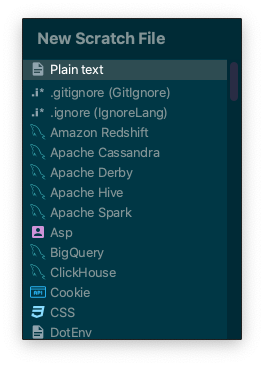 New Scratch File
Plain text
.i* .gitignore (GitIgnore)
.i* .ignore (IgnoreLang)
Amazon Redshift
Apache Cassandra
Apache Derby
Apache Hive
Apache Spark
Asp
BigQuery
ClickHouse
API Cookie
CSS
DotEnv